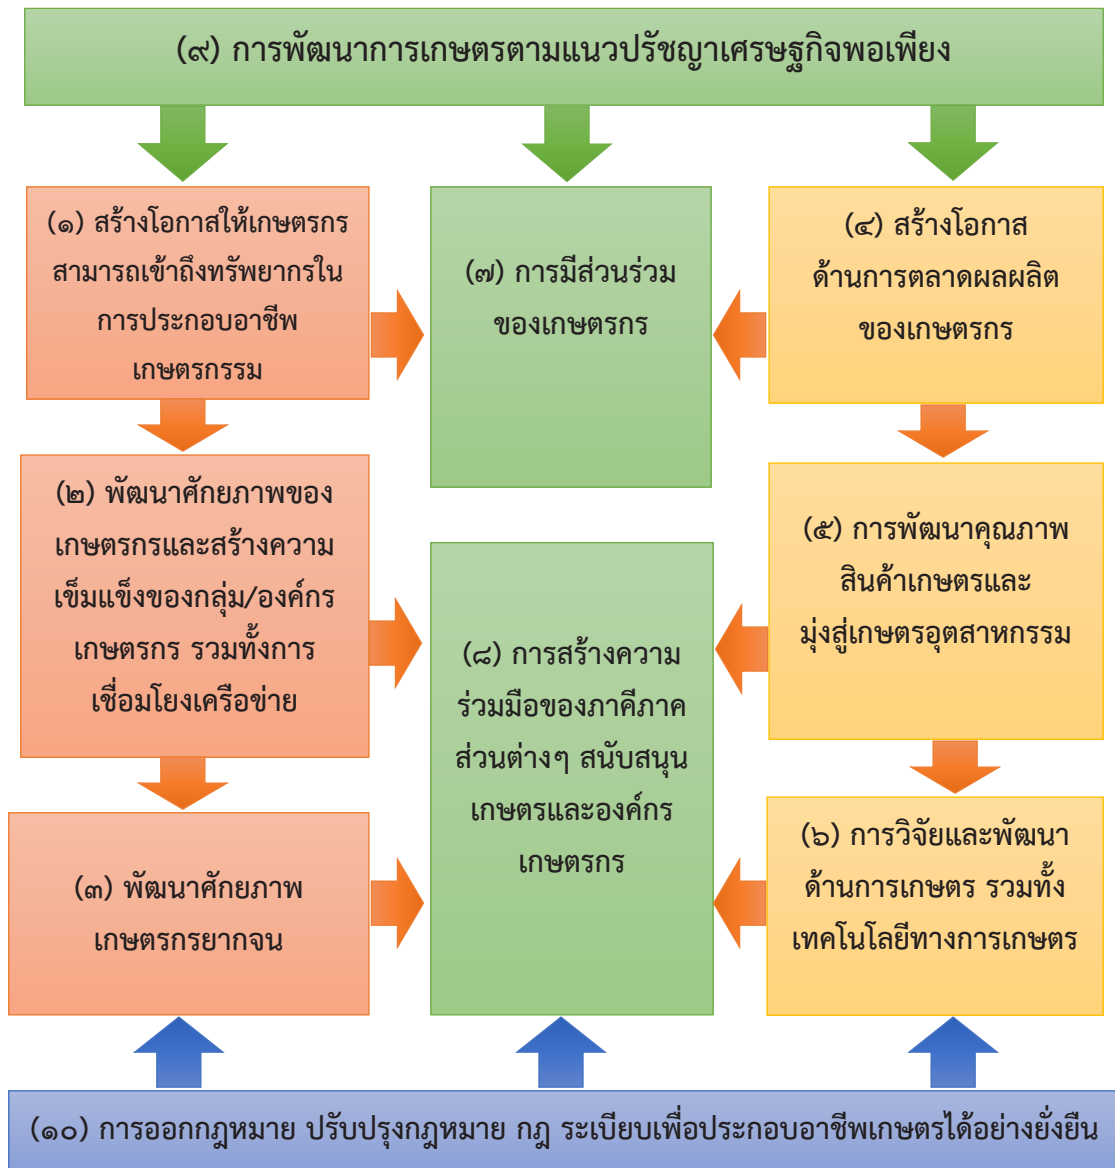 (๙) การพัฒนาการเกษตรตามแนวปรัชญาเศรษฐกิจพอเพียง
(๑) สร้างโอกาสให้เกษตรกร
สามารถเข้าถึงทรัพยากรใน
การประกอบอาชีพ
เกษตรกรรม
(๗) การมีส่วนร่วม
ของเกษตรกร
(๔) สร้างโอกาส
ด้านการตลาดผลผลิต
ของเกษตรกร
(๒) พัฒนาศักยภาพของ
เกษตรกรและสร้างความ
เข็มแข็งของกลุ่ม/องค์กร
เกษตรกร รวมทั้งการ
เชื่อมโยงเครือข่าย
(๘) การสร้างความ
ร่วมมือของภาคีภาค
ส่วนต่างๆ สนับสนุน
เกษตรและองค์กร
เกษตรกร
(๕) การพัฒนาคุณภาพ
สินค้าเกษตรและ
มุ่งสู่เกษตรอุตสาหกรรม
(๓) พัฒนาศักยภาพ
เกษตรกรยากจน
(๖) การวิจัยและพัฒนา
ด้านการเกษตร รวมทั้ง
เทคโนโลยีทางการเกษตร
(๑๐) การออกกฎหมาย ปรับปรุงกฎหมาย กฎ ระเบียบเพื่อประกอบอาชีพเกษตรได้อย่างยั่งยืน